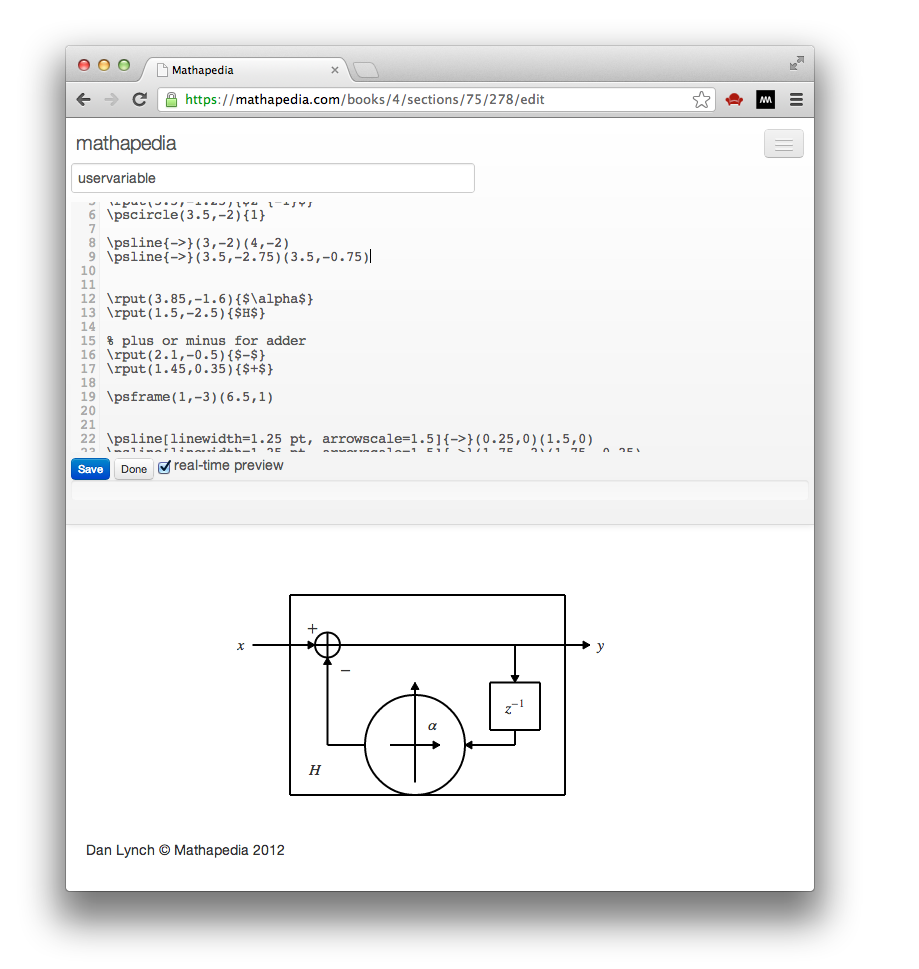 Mathapedia
https://mathapedia.com/books/4/sections/75/278/edit
mathapedia
uservariable
6 \pscircle(3.5,-2){1}
7
8 \psline{->}(3,-2)(4,-2)
9 \psline{->}(3.5,-2.75)(3.5,-0.75)
10
11
12 \rput(3.85,-1.6){$\alpha$}
13 \rput(1.5,-2.5){$H$}
14
15 % plus or minus for adder
16 \rput(2.1,-0.5){$-$}
17 \rput(1.45,0.35){$+$}
18
19 \psframe(1,-3)(6.5,1)
20
21
22 \psline[linewidth=1.25 pt, arrowscale=1.5]{->}(0.25,0)(1.5,0)
Save Done real-time preview
+
x y
−
z⁻¹
α
H
Dan Lynch © Mathapedia 2012